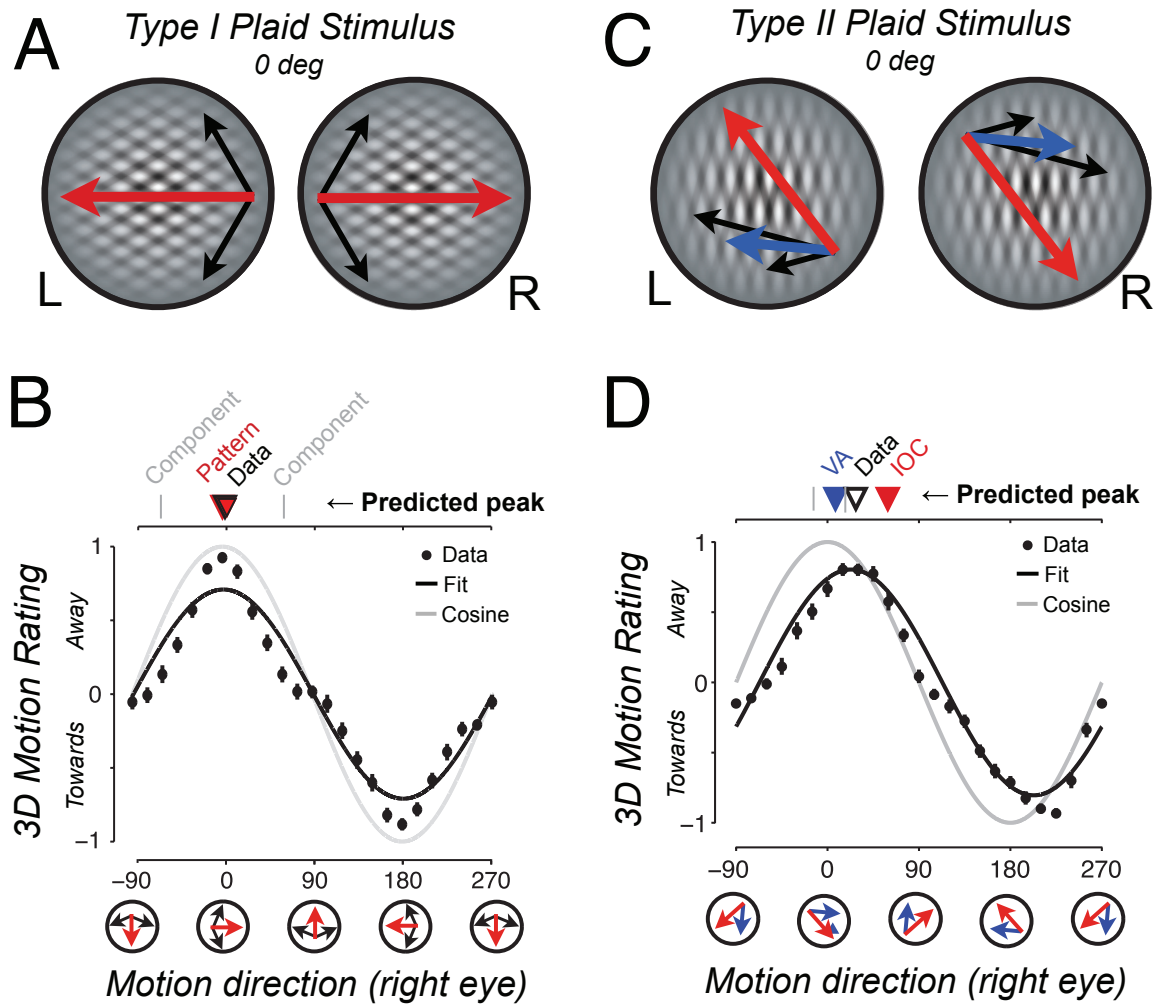 A
Type I Plaid Stimulus
0 deg
L
R
C
Type II Plaid Stimulus
0 deg
L
R
B
Component
Pattern
Data
Component
← Predicted peak
1
0
−1
Away
Towards
3D Motion Rating
Data
Fit
Cosine
−90 0 90 180 270
Motion direction (right eye)
D
VA
Data
IOC
← Predicted peak
1
0
−1
Away
Towards
3D Motion Rating
Data
Fit
Cosine
−90 0 90 180 270
Motion direction (right eye)